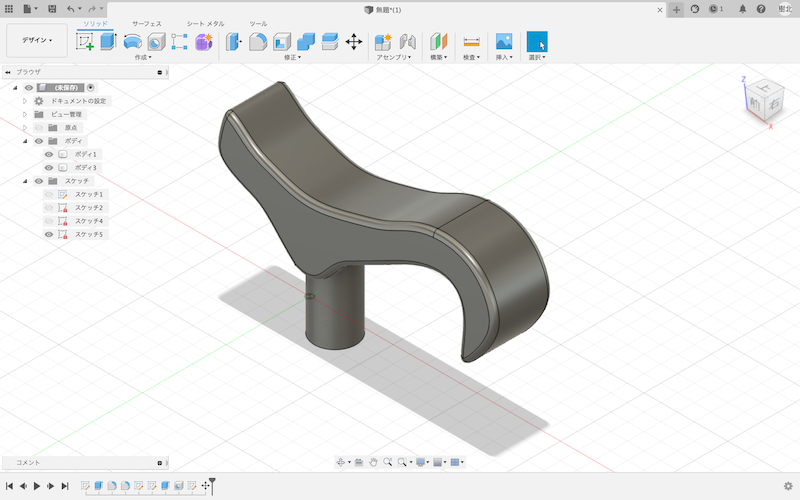 無題*(1)
1
樹北
デザイン
ソリッド サーフェス シート メタル ツール
作成 修正 アセンブリ 構築 検査 挿入 選択
ブラウザ
(未保存)
ドキュメントの設定
ビュー管理
原点
ボディ
ボディ1
ボディ3
スケッチ
スケッチ1
スケッチ2
スケッチ4
スケッチ5
Z
上
前
右
X
コメント